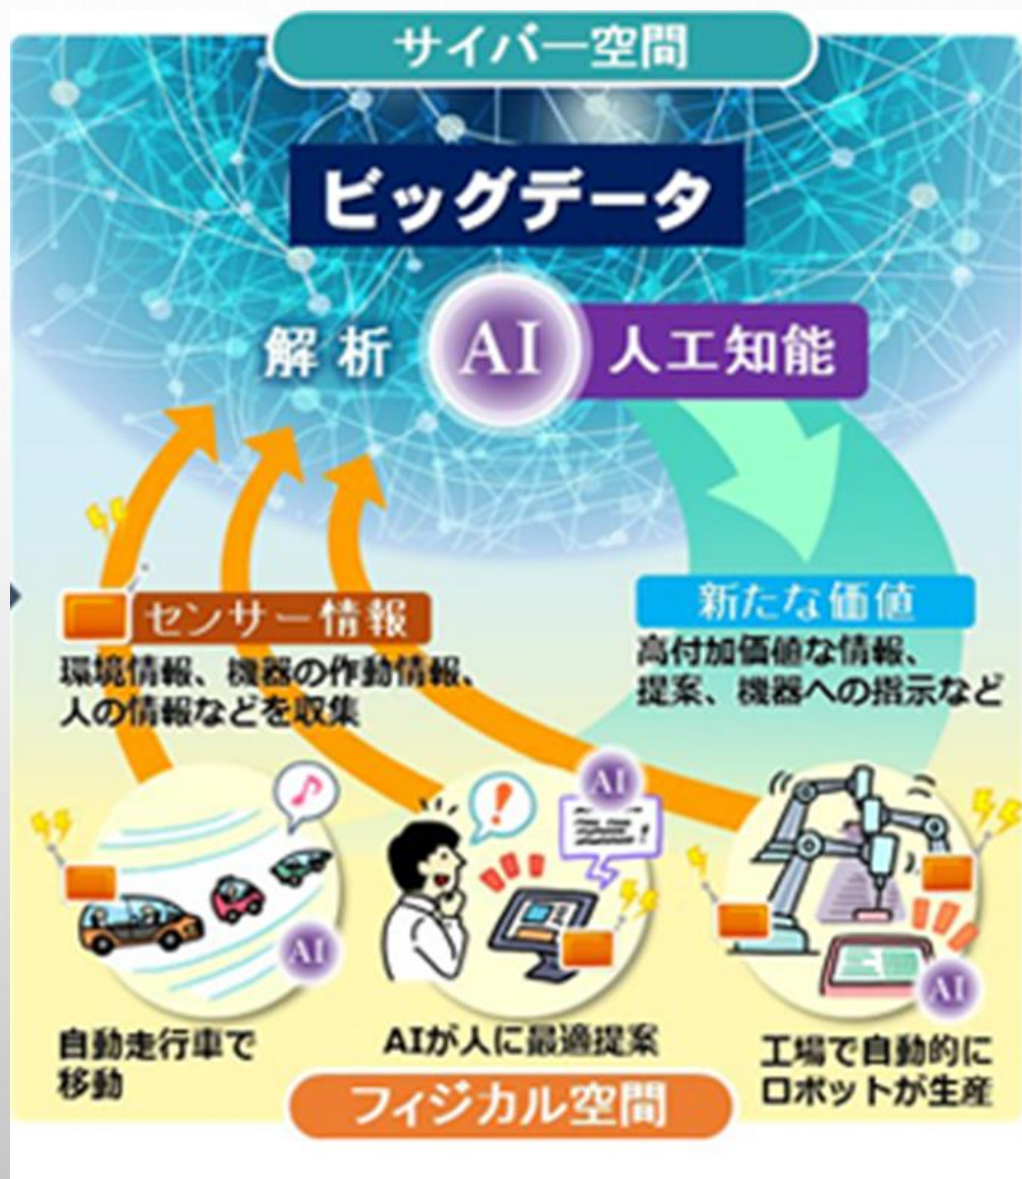 サイバー空間
ビッグデータ
解析 AI 人工知能
センサー情報
環境情報、機器の作動情報、
人の情報などを収集
新たな価値
高付加価値な情報、
提案、機器への指示など
AI
AI
AI
自動走行車で
移動
AIが人に最適提案
工場で自動的に
ロボットが生産
フィジカル空間